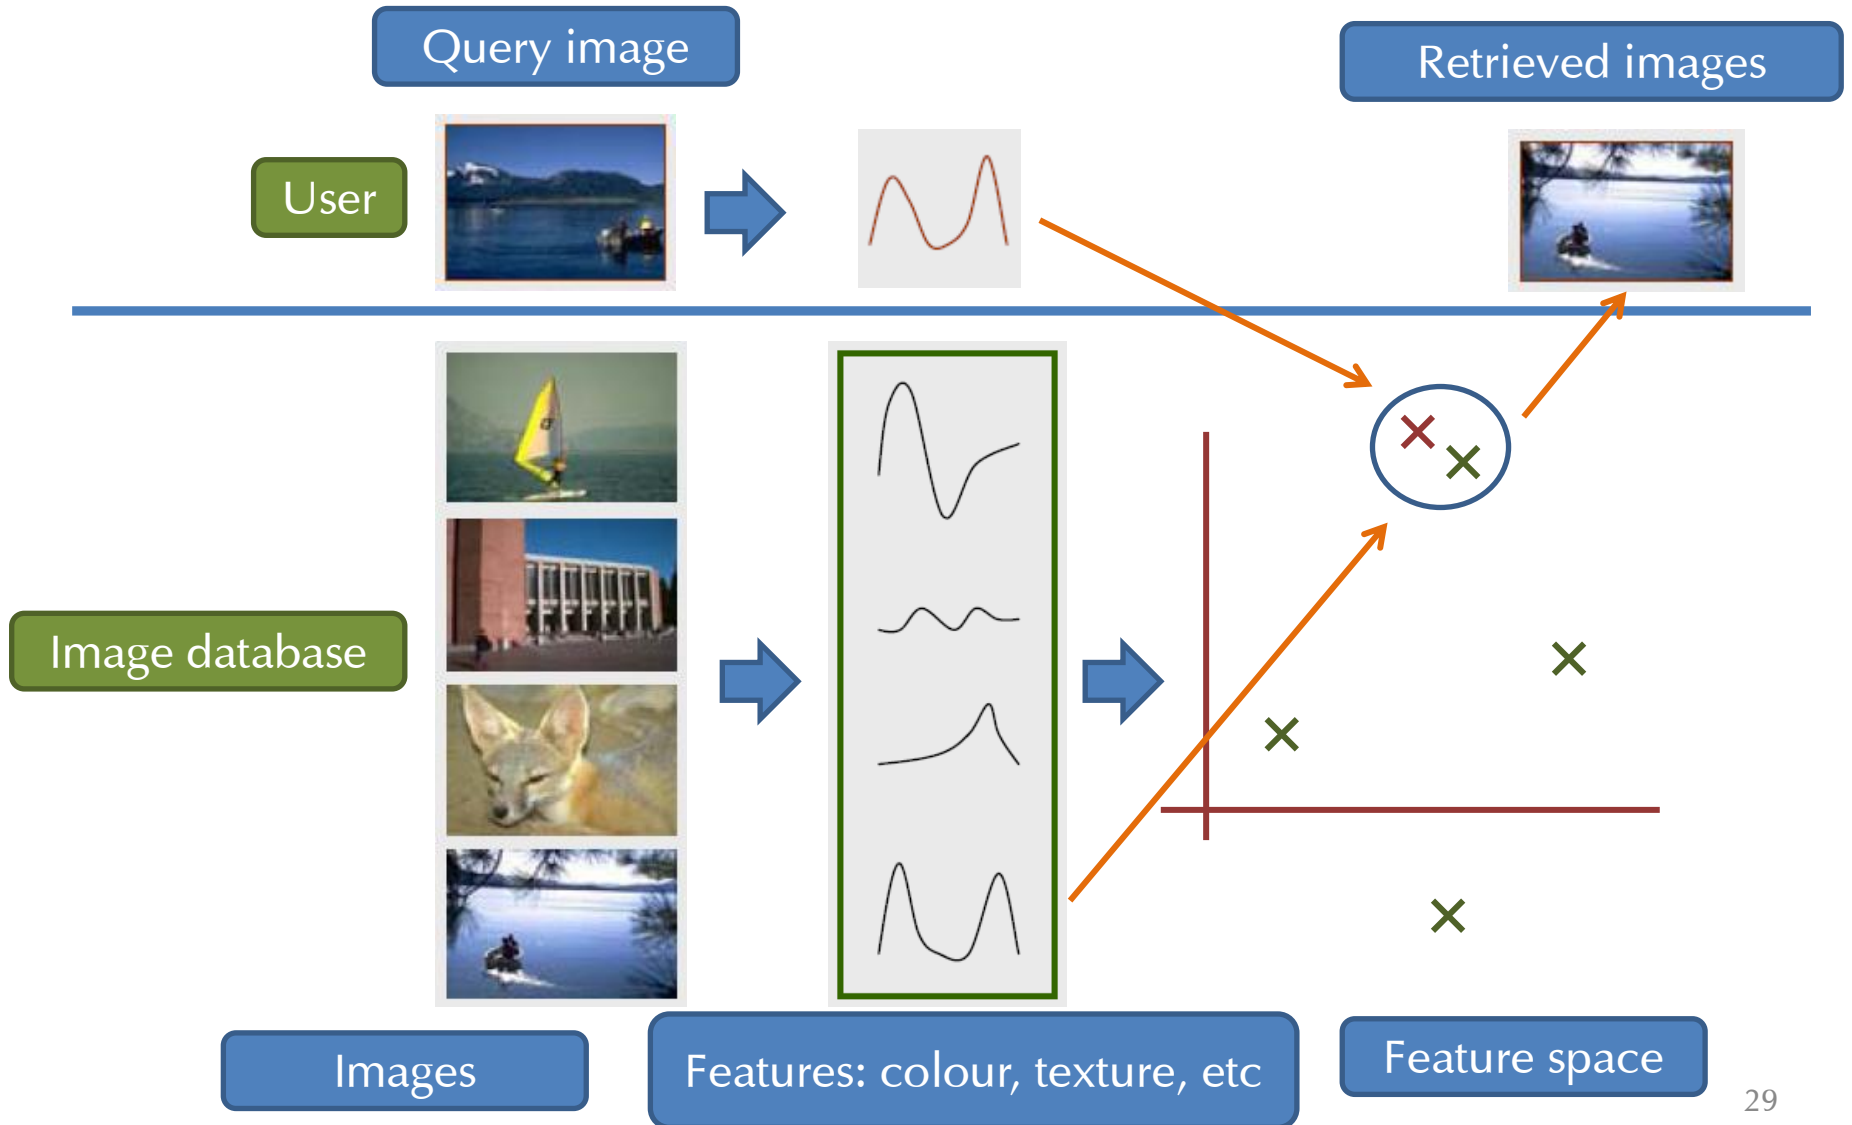 Query image
Retrieved images
User
Image database
Images
Features: colour, texture, etc
Feature space
29